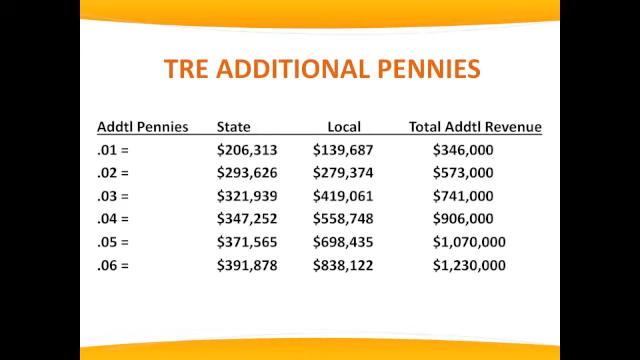 TRE ADDITIONAL PENNIES
Addtl Pennies State Local Total Addtl Revenue
.01 = $206,313 $139,687 $346,000
.02 = $293,626 $279,374 $573,000
.03 = $321,939 $419,061 $741,000
.04 = $347,252 $558,748 $906,000
.05 = $371,565 $698,435 $1,070,000
.06 = $391,878 $838,122 $1,230,000